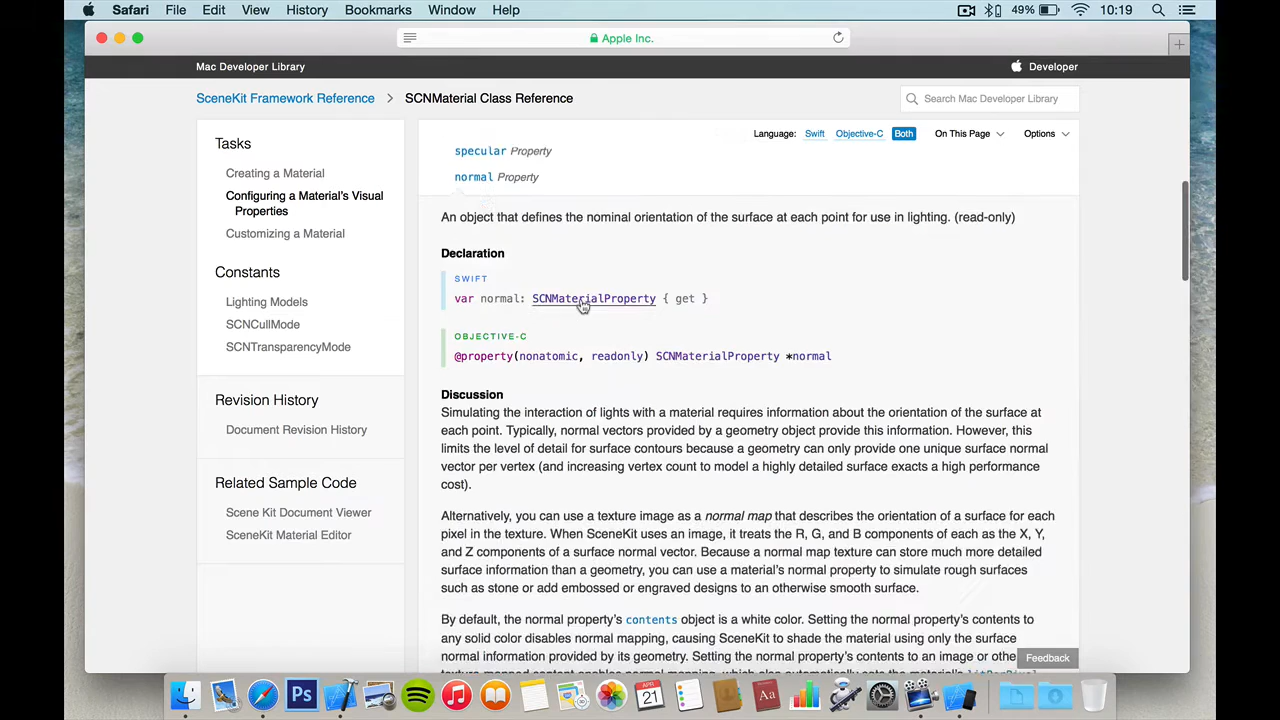 Safari File Edit View History Bookmarks Window Help 49% 10:19
Apple Inc.
Mac Developer Library Developer
SceneKit Framework Reference > SCNMaterial Class Reference Search Mac Developer Library
Language: Swift Objective-C Both On This Page Options
Tasks
Creating a Material
Configuring a Material's Visual
Properties
Customizing a Material
Constants
Lighting Models
SCNCullMode
SCNTransparencyMode
Revision History
Document Revision History
Related Sample Code
Scene Kit Document Viewer
SceneKit Material Editor
specular Property
normal Property
An object that defines the nominal orientation of the surface at each point for use in lighting. (read-only)
Declaration
SWIFT
var normal: SCNMaterialProperty { get }
OBJECTIVE-C
@property(nonatomic, readonly) SCNMaterialProperty *normal
Discussion
Simulating the interaction of lights with a material requires information about the orientation of the surface at
each point. Typically, normal vectors provided by a geometry object provide this information. However, this
limits the level of detail for surface contours because a geometry can only provide one unique surface normal
vector per vertex (and increasing vertex count to model a highly detailed surface exacts a high performance
cost).
Alternatively, you can use a texture image as a normal map that describes the orientation of a surface for each
pixel in the texture. When SceneKit uses an image, it treats the R, G, and B components of each as the X, Y,
and Z components of a surface normal vector. Because a normal map texture can store much more detailed
surface information than a geometry, you can use a material's normal property to simulate rough surfaces
such as stone or add embossed or engraved designs to an otherwise smooth surface.
By default, the normal property's contents object is a white color. Setting the normal property's contents to
any solid color disables normal mapping, causing SceneKit to shade the material using only the surface
normal information provided by its geometry. Setting the normal property's contents to an image or othe
Feedback
Ps APR 21 Aa